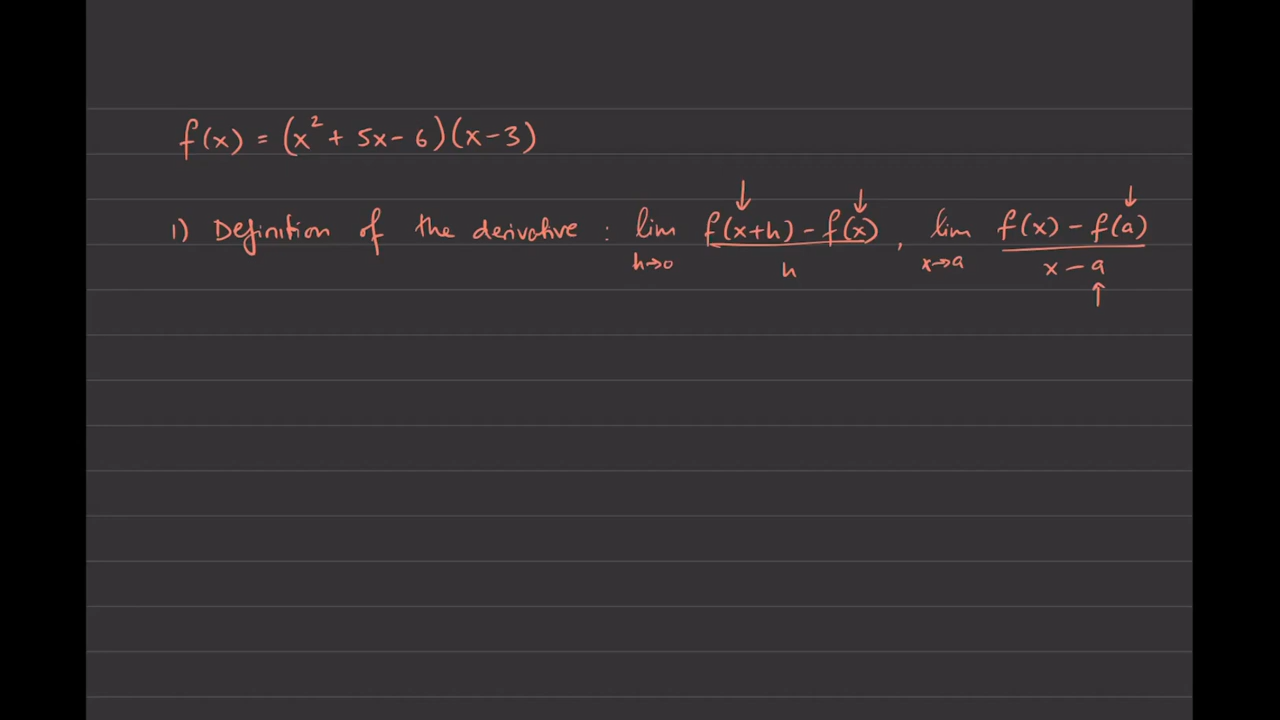 f(x) = (x² + 5x - 6)(x - 3)
1) Definition of the derivative : lim h→0 f(x+h) - f(x) / h , lim x→a f(x) - f(a) / x - a